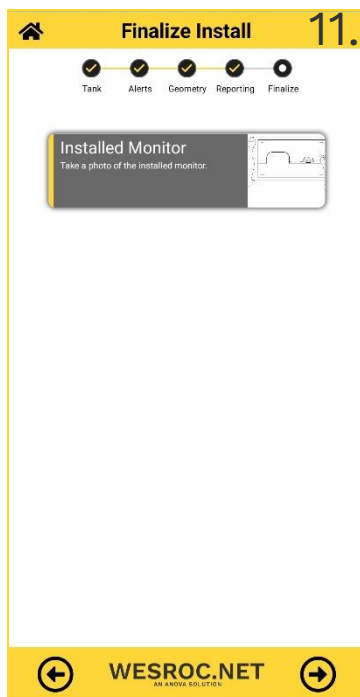 Finalize Install
11.
Tank Alerts Geometry Reporting Finalize
Installed Monitor
Take a photo of the installed monitor.
WESROC.NET
AN ANOVA SOLUTION